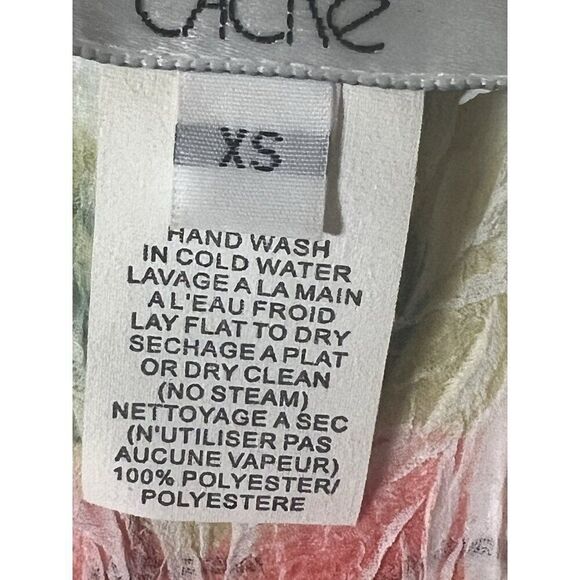 CACHE
XS
HAND WASH
IN COLD WATER
LAVAGE A LA MAIN
A L'EAU FROID
LAY FLAT TO DRY
SECHAGE A PLAT
OR DRY CLEAN
(NO STEAM)
NETTOYAGE A SEC
(N'UTILISER PAS
AUCUNE VAPEUR)
100% POLYESTER/
POLYESTERE